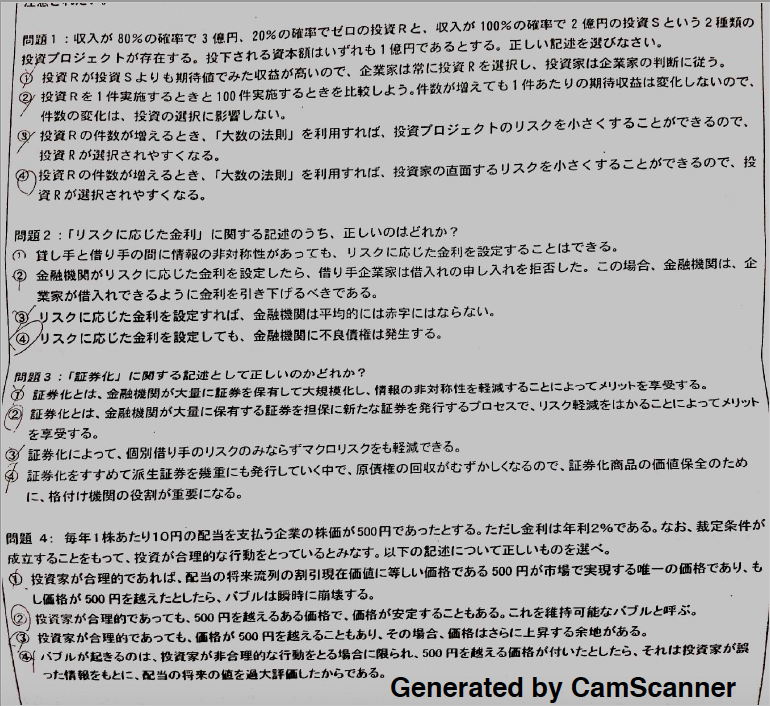 注意されたい。
問題1：収入が80%の確率で3億円、20%の確率でゼロの投資Rと、収入が100%の確率で2億円の投資Sという2種類の
投資プロジェクトが存在する。投下される資本額はいずれも1億円であるとする。正しい記述を選びなさい。
① 投資Rが投資Sよりも期待値でみた収益が高いので、企業家は常に投資Rを選択し、投資家は企業家の判断に従う。
② 投資Rを1件実施するときと100件実施するときを比較しよう。件数が増えても1件あたりの期待収益は変化しないので、
件数の変化は、投資の選択に影響しない。
③ 投資Rの件数が増えるとき、「大数の法則」を利用すれば、投資プロジェクトのリスクを小さくすることができるので、
投資Rが選択されやすくなる。
④ 投資Rの件数が増えるとき、「大数の法則」を利用すれば、投資家の直面するリスクを小さくすることができるので、投
資Rが選択されやすくなる。
問題2：「リスクに応じた金利」に関する記述のうち、正しいのはどれか？
① 貸し手と借り手の間に情報の非対称性があっても、リスクに応じた金利を設定することはできる。
② 金融機関がリスクに応じた金利を設定したら、借り手企業家は借入れの申し入れを拒否した。この場合、金融機関は、企
業家が借入れできるように金利を引き下げるべきである。
③ リスクに応じた金利を設定すれば、金融機関は平均的には赤字にはならない。
④ リスクに応じた金利を設定しても、金融機関に不良債権は発生する。
問題3：「証券化」に関する記述として正しいのかどれか？
① 証券化とは、金融機関が大量に証券を保有して大規模化し、情報の非対称性を軽減することによってメリットを享受する。
② 証券化とは、金融機関が大量に保有する証券を担保に新たな証券を発行するプロセスで、リスク軽減をはかることによってメリット
を享受する。
③ 証券化によって、個別借り手のリスクのみならずマクロリスクをも軽減できる。
④ 証券化をすすめて派生証券を幾重にも発行していく中で、原債権の回収がむずかしくなるので、証券化商品の価値保全のため
に、格付け機関の役割が重要になる。
問題 4： 毎年1株あたり10円の配当を支払う企業の株価が500円であったとする。ただし金利は年利2%である。なお、裁定条件が
成立することをもって、投資が合理的な行動をとっているとみなす。以下の記述について正しいものを選べ。
① 投資家が合理的であれば、配当の将来流列の割引現在価値に等しい価格である500円が市場で実現する唯一の価格であり、も
し価格が500円を越えたとしたら、バブルは瞬時に崩壊する。
② 投資家が合理的であっても、500円を越えるある価格で、価格が安定することもある。これを維持可能なバブルと呼ぶ。
③ 投資家が合理的であっても、価格が500円を越えることもあり、その場合、価格はさらに上昇する余地がある。
④ バブルが起きるのは、投資家が非合理的な行動をとる場合に限られ、500円を越える価格が付いたとしたら、それは投資家が誤
った情報をもとに、配当の将来の値を過大評価したからである。
Generated by CamScanner